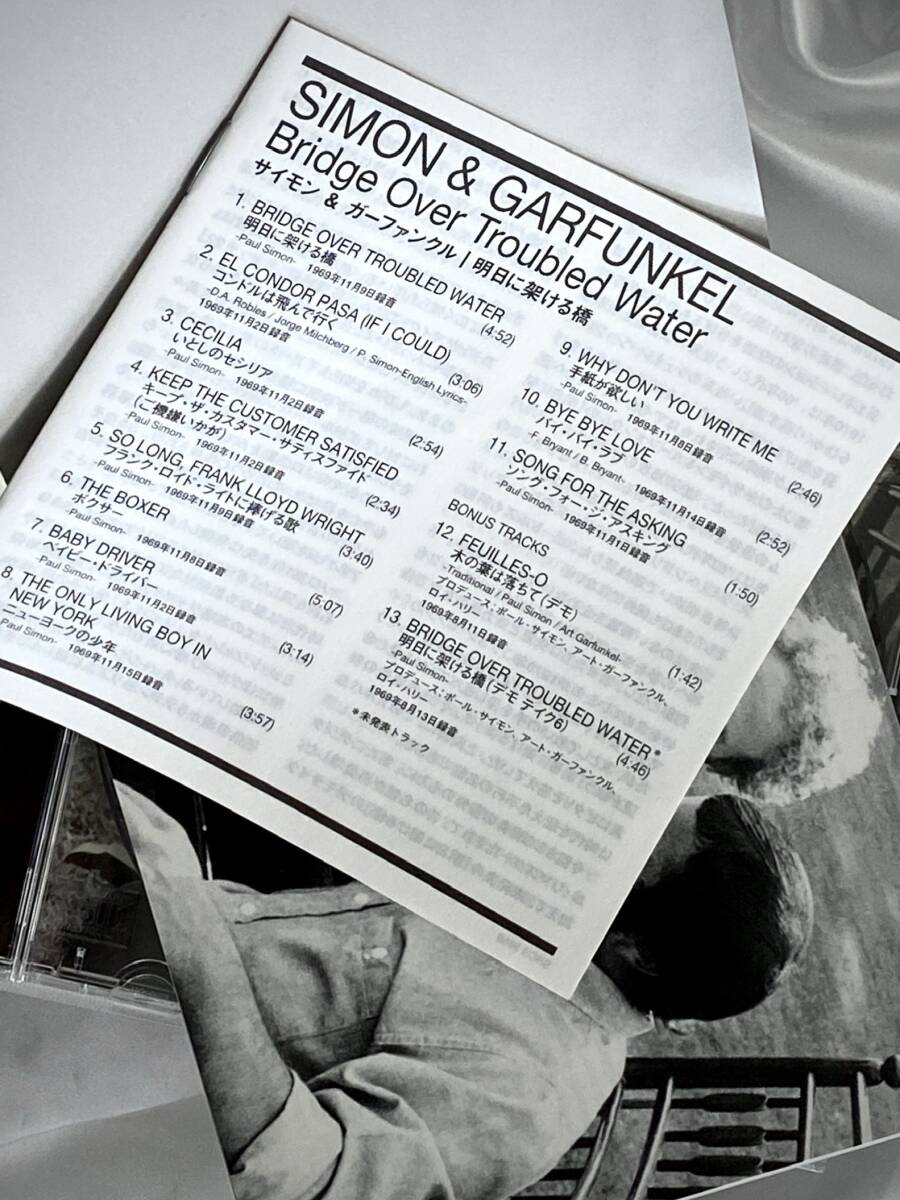 SIMON & GARFUNKEL
Bridge Over Troubled Water
サイモン & ガーファンクル | 明日に架ける橋
1. BRIDGE OVER TROUBLED WATER
明日に架ける橋
-Paul Simon- 1969年11月9日録音
(4:52)
2. EL CONDOR PASA (IF I COULD)
コンドルは飛んで行く
-D.A. Robles / Jorge Milchberg / P. Simon-English Lyrics-
1969年11月2日録音
(3:06)
3. CECILIA
いとしのセシリア
-Paul Simon- 1969年11月2日録音
(2:54)
4. KEEP THE CUSTOMER SATISFIED
キープ・ザ・カスタマー・サティスファイド
(ご機嫌いかが)
-Paul Simon- 1969年11月2日録音
(2:34)
5. SO LONG, FRANK LLOYD WRIGHT
フランク・ロイド・ライトに捧げる歌
-Paul Simon- 1969年11月9日録音
(3:40)
6. THE BOXER
ボクサー
-Paul Simon- 1969年11月8日録音
(5:07)
7. BABY DRIVER
ベイビー・ドライバー
-Paul Simon- 1969年11月2日録音
(3:14)
8. THE ONLY LIVING BOY IN
NEW YORK
ニューヨークの少年
-Paul Simon- 1969年11月15日録音
(3:57)
9. WHY DON'T YOU WRITE ME
手紙が欲しい
-Paul Simon- 1969年11月8日録音
(2:46)
10. BYE BYE LOVE
バイ・バイ・ラブ
-F. Bryant / B. Bryant- 1969年11月14日録音
(2:52)
11. SONG FOR THE ASKING
ソング・フォー・ジ・アスキング
-Paul Simon- 1969年11月1日録音
(1:50)
BONUS TRACKS
12. FEUILLES-O
木の葉は落ちて(デモ)
-Traditional / Paul Simon / Art Garfunkel-
プロデュース:ポール・サイモン、アート・ガーファンクル、
ロイ・ハリー
1969年8月11日録音
(1:42)
13. BRIDGE OVER TROUBLED WATER*
明日に架ける橋(デモ テイク6)
-Paul Simon-
プロデュース:ポール・サイモン、アート・ガーファンクル、
ロイ・ハリー
1969年8月13日録音
(4:46)
*未発表トラック